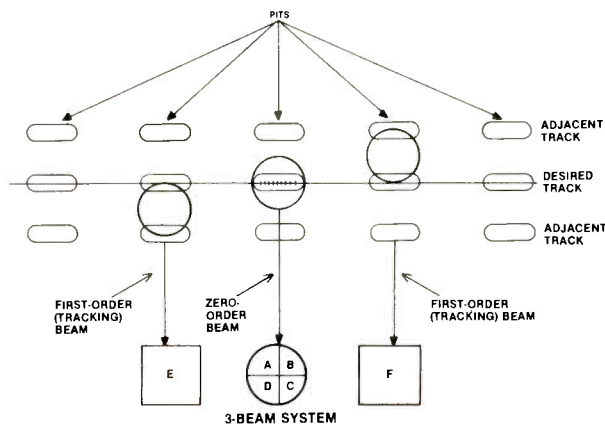 PITS
ADJACENT
TRACK
DESIRED
TRACK
ADJACENT
TRACK
FIRST-ORDER
(TRACKING)
BEAM
ZERO-
ORDER
BEAM
FIRST-ORDER
(TRACKING) BEAM
E
A B
D C
F
3-BEAM SYSTEM